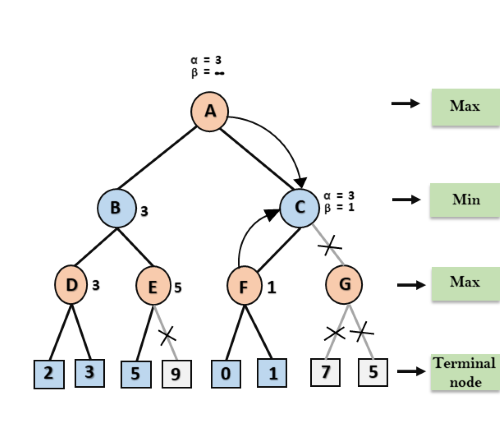 α = 3
β = -∞
A
Max
B 3
C
α = 3
β = 1
Min
D 3
E 5
F 1
G
Max
2 3 5 9 0 1 7 5
Terminal
node